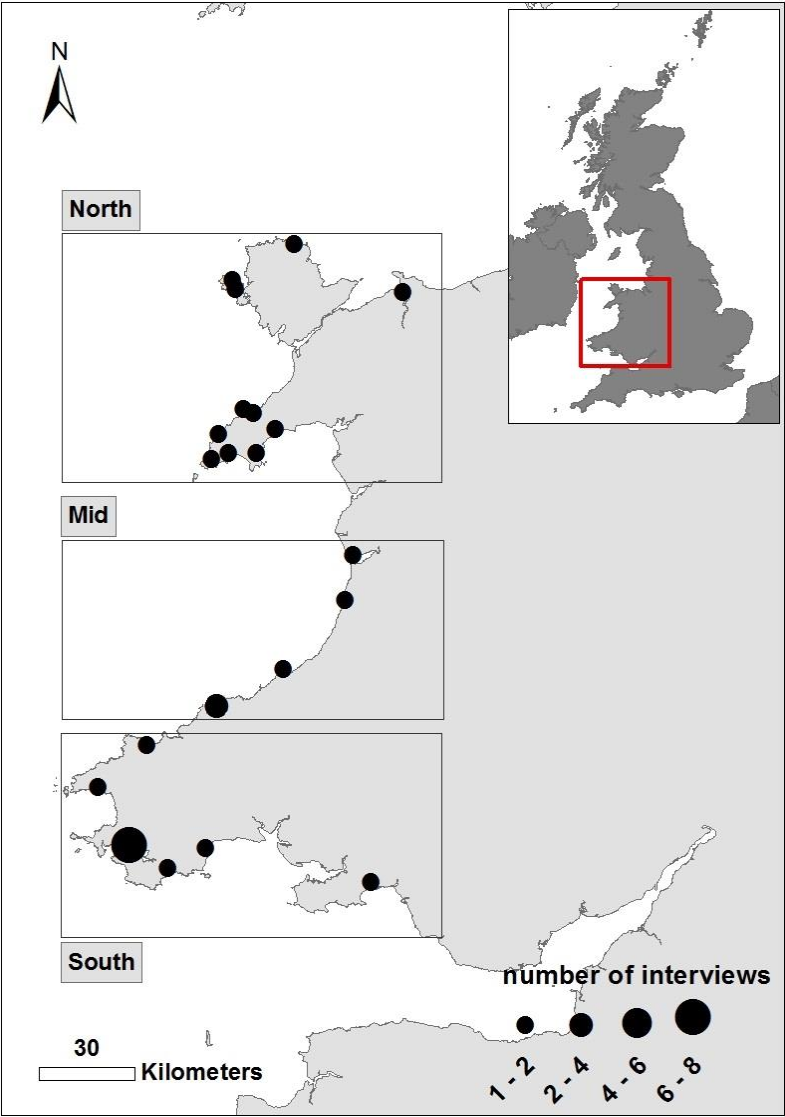 N
North
Mid
South
number of interviews
30
Kilometers
1 - 2
2 - 4
4 - 6
6 - 8